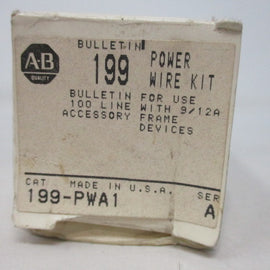 BULLETIN
A-B
QUALITY
199 POWER
WIRE KIT
BULLETIN FOR USE
100 LINE WITH 9/12A
ACCESSORY FRAME
DEVICES
CAT MADE IN U.S.A. SER
199-PWA1 A